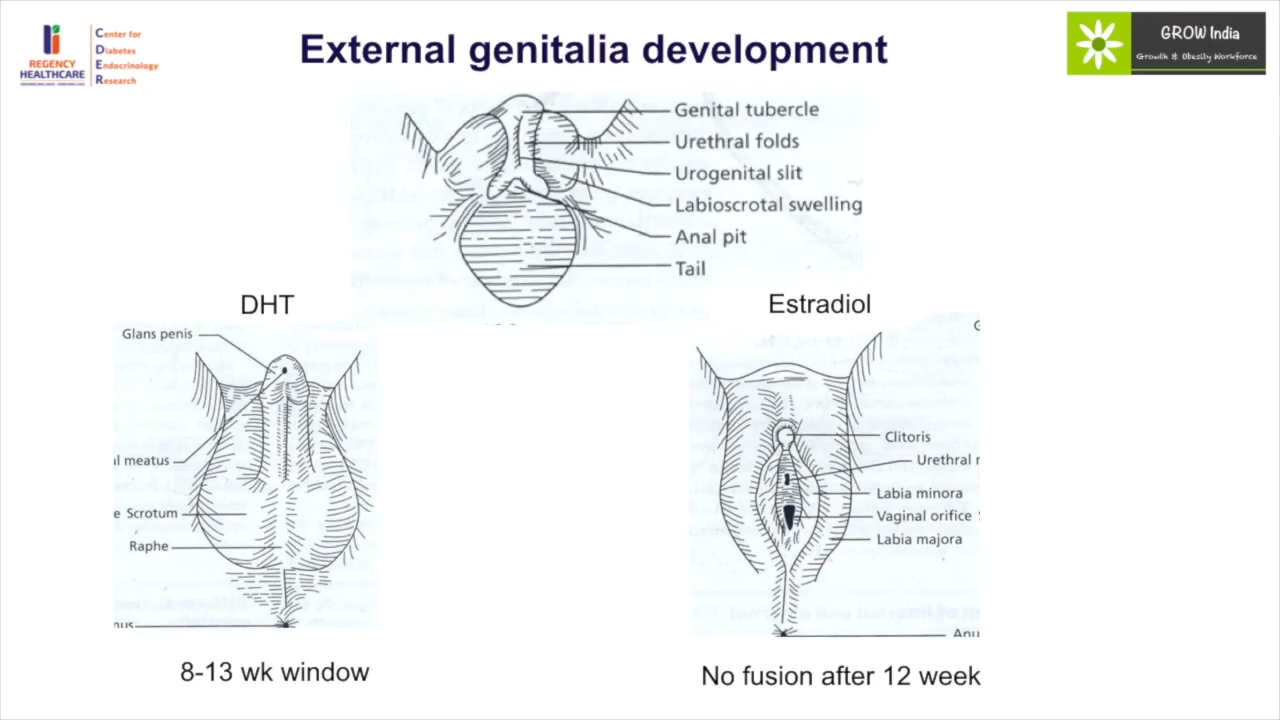 REGENCY
HEALTHCARE
Center for
Diabetes
Endocrinology
Research
External genitalia development
GROW India
Growth & Obesity Workforce
Genital tubercle
Urethral folds
Urogenital slit
Labioscrotal swelling
Anal pit
Tail
DHT
Estradiol
Glans penis
al meatus
e Scrotum
Raphe
nus
G
Clitoris
Urethral r
Labia minora
Vaginal orifice
Labia majora
Anu
8-13 wk window
No fusion after 12 week